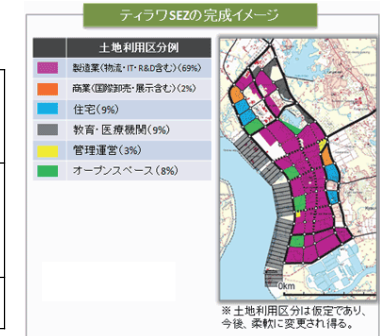 ティラワSEZの完成イメージ
土地利用区分例
製造業（物流・IT・R&D含む）（69%）
商業（国際卸売・展示含む）（2%）
住宅（9%）
教育・医療機関（9%）
管理運営（3%）
オープンスペース（8%）
0km
※土地利用区分は仮定であり、
今後、柔軟に変更され得る。